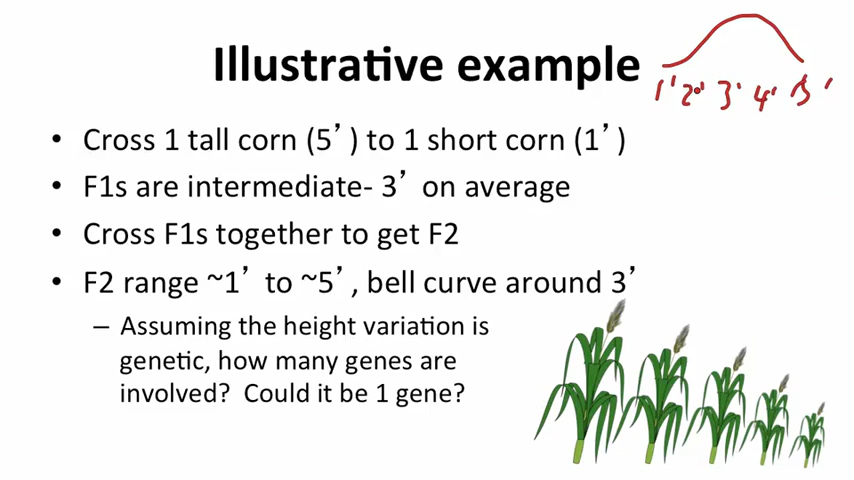 Illustrative example
1' 2' 3' 4' 5'
• Cross 1 tall corn (5’) to 1 short corn (1’)
• F1s are intermediate- 3’ on average
• Cross F1s together to get F2
• F2 range ~1’ to ~5’, bell curve around 3’
– Assuming the height variation is
genetic, how many genes are
involved? Could it be 1 gene?